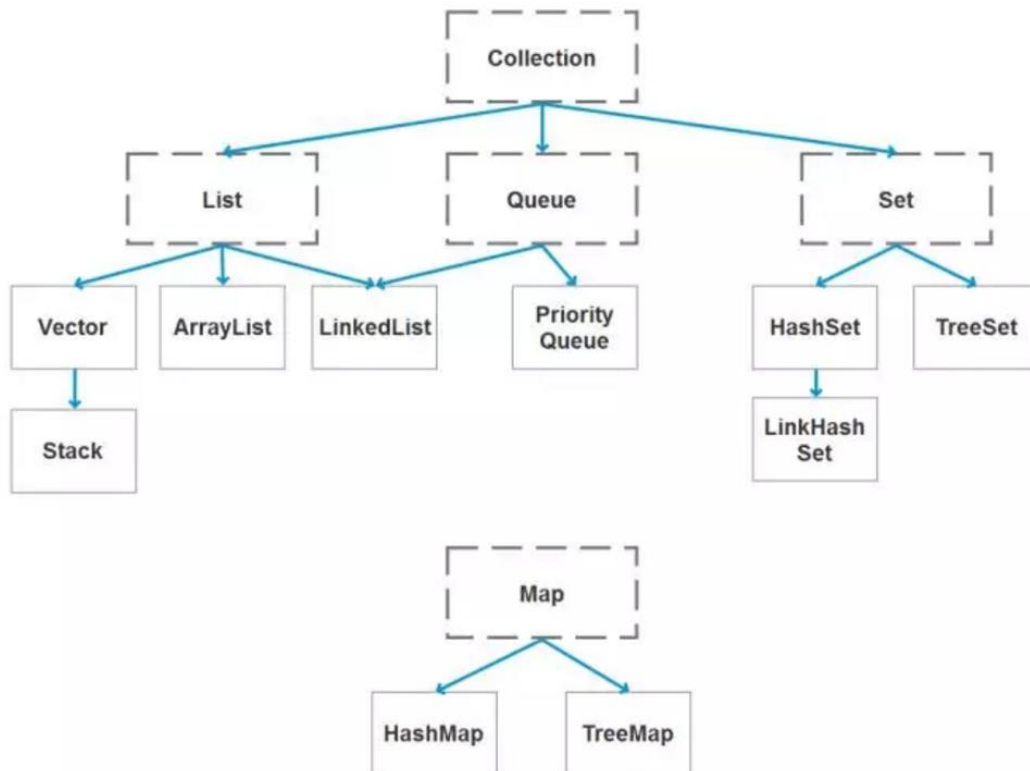 Collection
List
Queue
Set
Vector
ArrayList
LinkedList
Priority
Queue
HashSet
TreeSet
Stack
LinkHash
Set
Map
HashMap
TreeMap